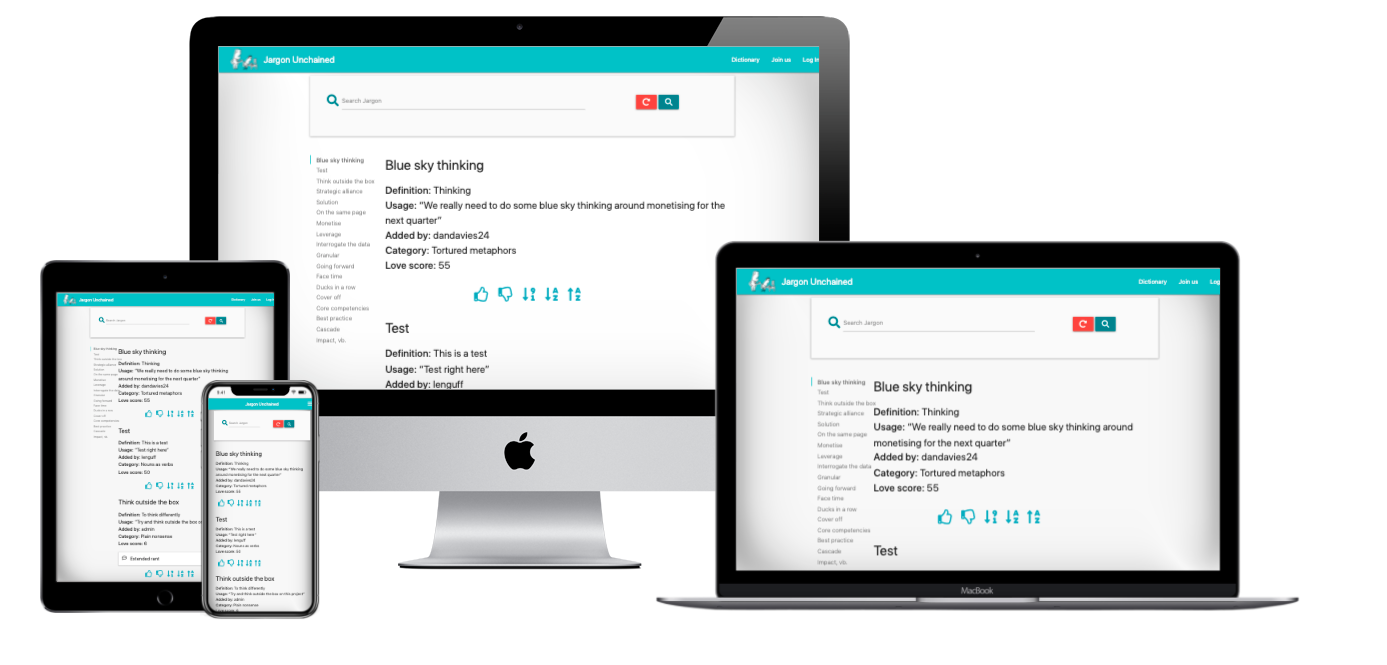 Jargon Unchained
Dictionary Join us Log in
Search Jargon
Blue sky thinking
Test
Think outside the box
Strategic alliance
Solution
On the same page
Monetise
Leverage
Interrogate the data
Granular
Going forward
Face time
Ducks in a row
Cover off
Core competencies
Best practice
Cascade
Impact, vb.
Blue sky thinking
Definition: Thinking
Usage: “We really need to do some blue sky thinking around monetising for the
next quarter”
Added by: dandavies24
Category: Tortured metaphors
Love score: 55
Test
Definition: This is a test
Usage: "Test right here"
Added by: lenguff
Jargon Unchained
Dictionary Join us Log
Search Jargon
Blue sky thinking
Test
Think outside the box
Strategic alliance
Solution
On the same page
Monetise
Leverage
Interrogate the data
Granular
Going forward
Face time
Ducks in a row
Cover off
Core competencies
Best practice
Cascade
Impact, vb.
Blue sky thinking
Definition: Thinking
Usage: “We really need to do some blue sky thinking around
monetising for the next quarter”
Added by: dandavies24
Category: Tortured metaphors
Love score: 55
Test
MacBook
Jargon Unchained
Dictionary Join us Log in
Search Jargon
Blue sky thinking
Definition: Thinking
Usage: "We really need to do some blue sky thinking
around monetising for the next quarter"
Added by: dandavies24
Category: Tortured metaphors
Love score: 55
Test
Definition: This is a test
Usage: "Test right here"
Added by: lenguff
Category: Nouns as verbs
Love score: 50
Think outside the box
Definition: To think differently
Usage: "Try and think outside the box
Added by: admin
Category: Plain nonsense
Love score: 6
Extended rant
9:41
Jargon Unchained
Search Jargon
Blue sky thinking
Definition: Thinking
Usage: "We really need to do some blue sky thinking
around monetising for the next quarter"
Added by: dandavies24
Category: Tortured metaphors
Love score: 55
Test
Definition: This is a test
Usage: "Test right here"
Added by: lenguff
Category: Nouns as verbs
Love score: 50
Think outside the box
Definition: To think differently
Usage: "Try and think outside the box on this project"
Added by: admin
Category: Plain nonsense